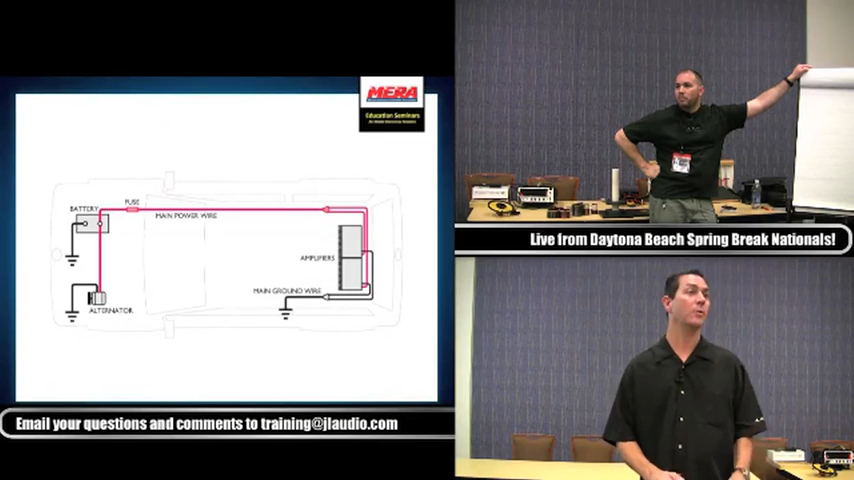 MERA
Education Seminars
FUSE
BATTERY
MAIN POWER WIRE
AMPLIFIERS
MAIN GROUND WIRE
ALTERNATOR
Live from Daytona Beach Spring Break Nationals!
Email your questions and comments to training@jlaudio.com